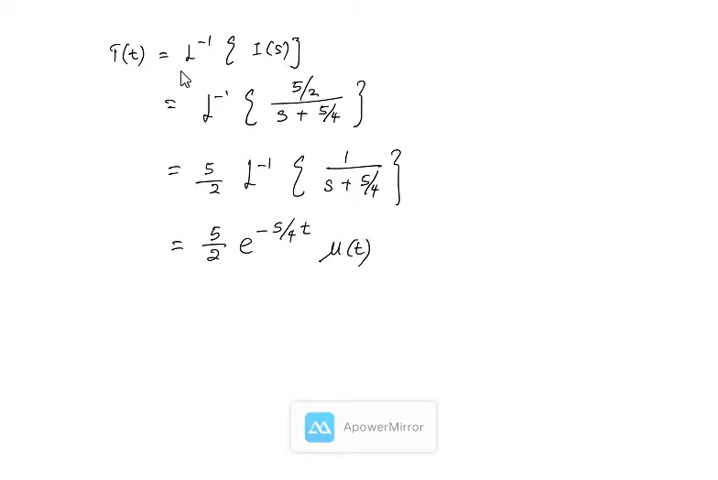 i(t) = L⁻¹ { I(s) }
= L⁻¹ { 5/2 / (s + 5/4) }
= 5/2 L⁻¹ { 1 / (s + 5/4) }
= 5/2 e^(-5/4 t) μ(t)
ApowerMirror